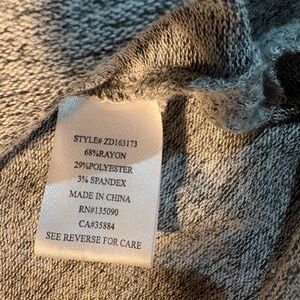 STYLE# ZD163173
68%RAYON
29%POLYESTER
3% SPANDEX
MADE IN CHINA
RN#135090
CA#35884
SEE REVERSE FOR CARE